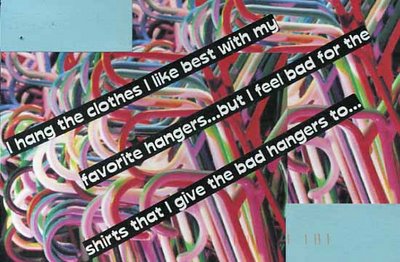 I hang the clothes I like best with my
favorite hangers...but I feel bad for the
shirts that I give the bad hangers to...